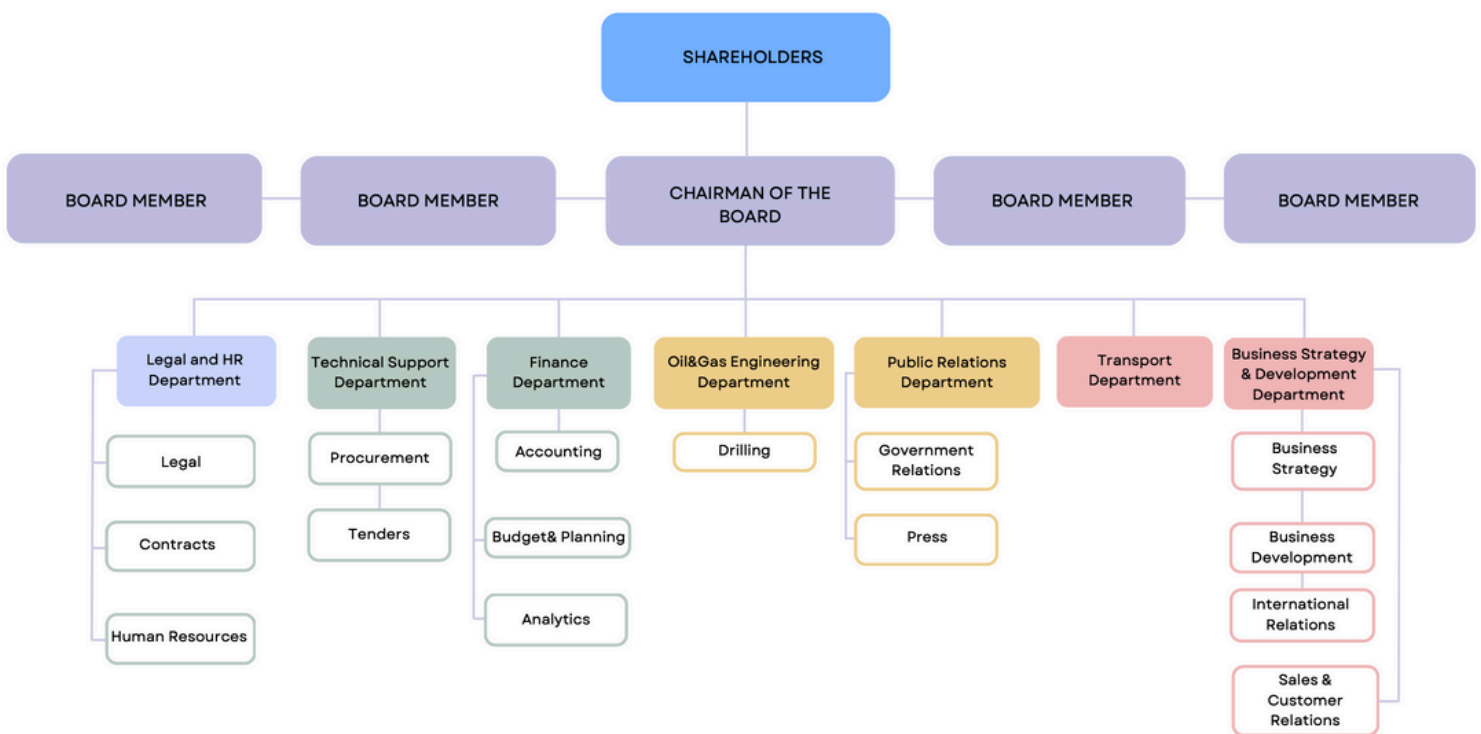 SHAREHOLDERS
BOARD MEMBER
BOARD MEMBER
CHAIRMAN OF THE
BOARD
BOARD MEMBER
BOARD MEMBER
Legal and HR
Department
Technical Support
Department
Finance
Department
Oil&Gas Engineering
Department
Public Relations
Department
Transport
Department
Business Strategy
& Development
Department
Legal
Contracts
Human Resources
Procurement
Tenders
Accounting
Budget& Planning
Analytics
Drilling
Government
Relations
Press
Business
Strategy
Business
Development
International
Relations
Sales &
Customer
Relations